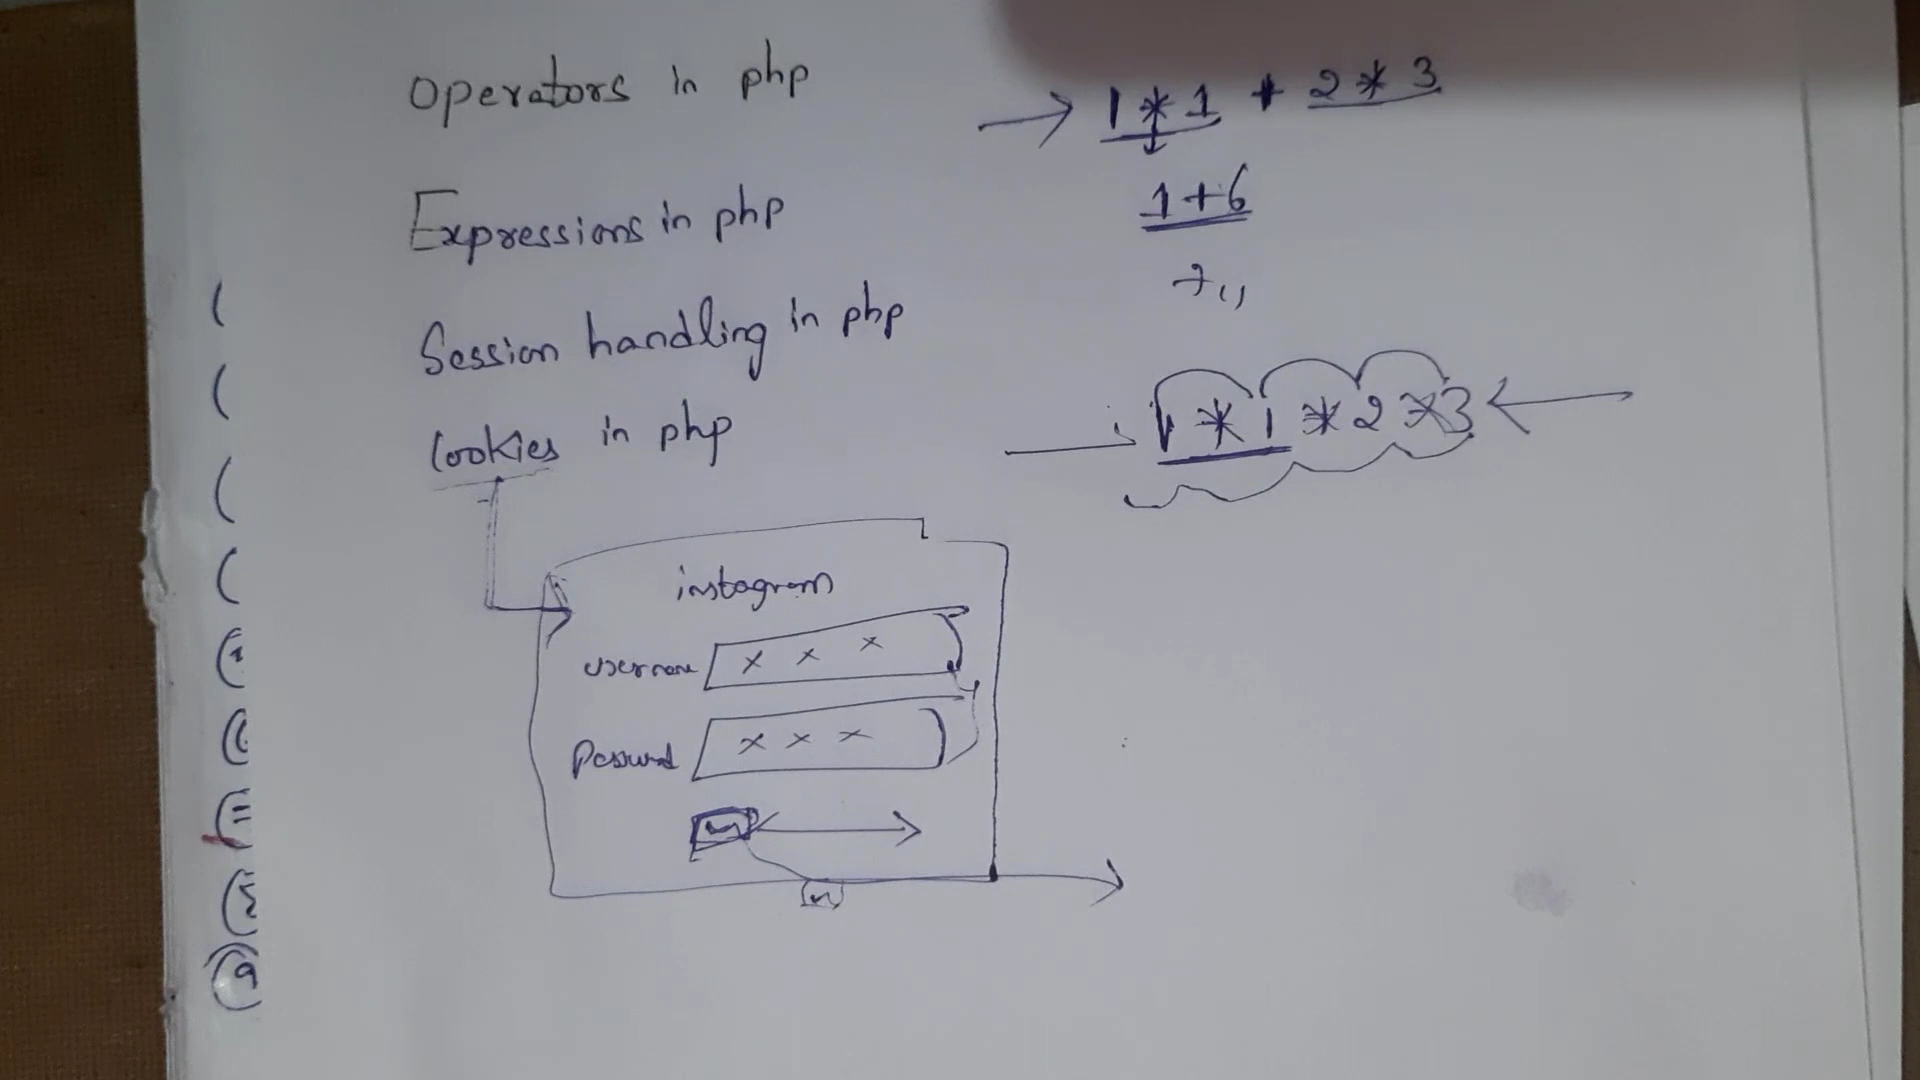 Operators in php
1 * 1 + 2 * 3
1+6
7
Expressions in php
Session handling in php
1 * 1 * 2 * 3
Cookies in php
instagram
username x x x
Password x x x